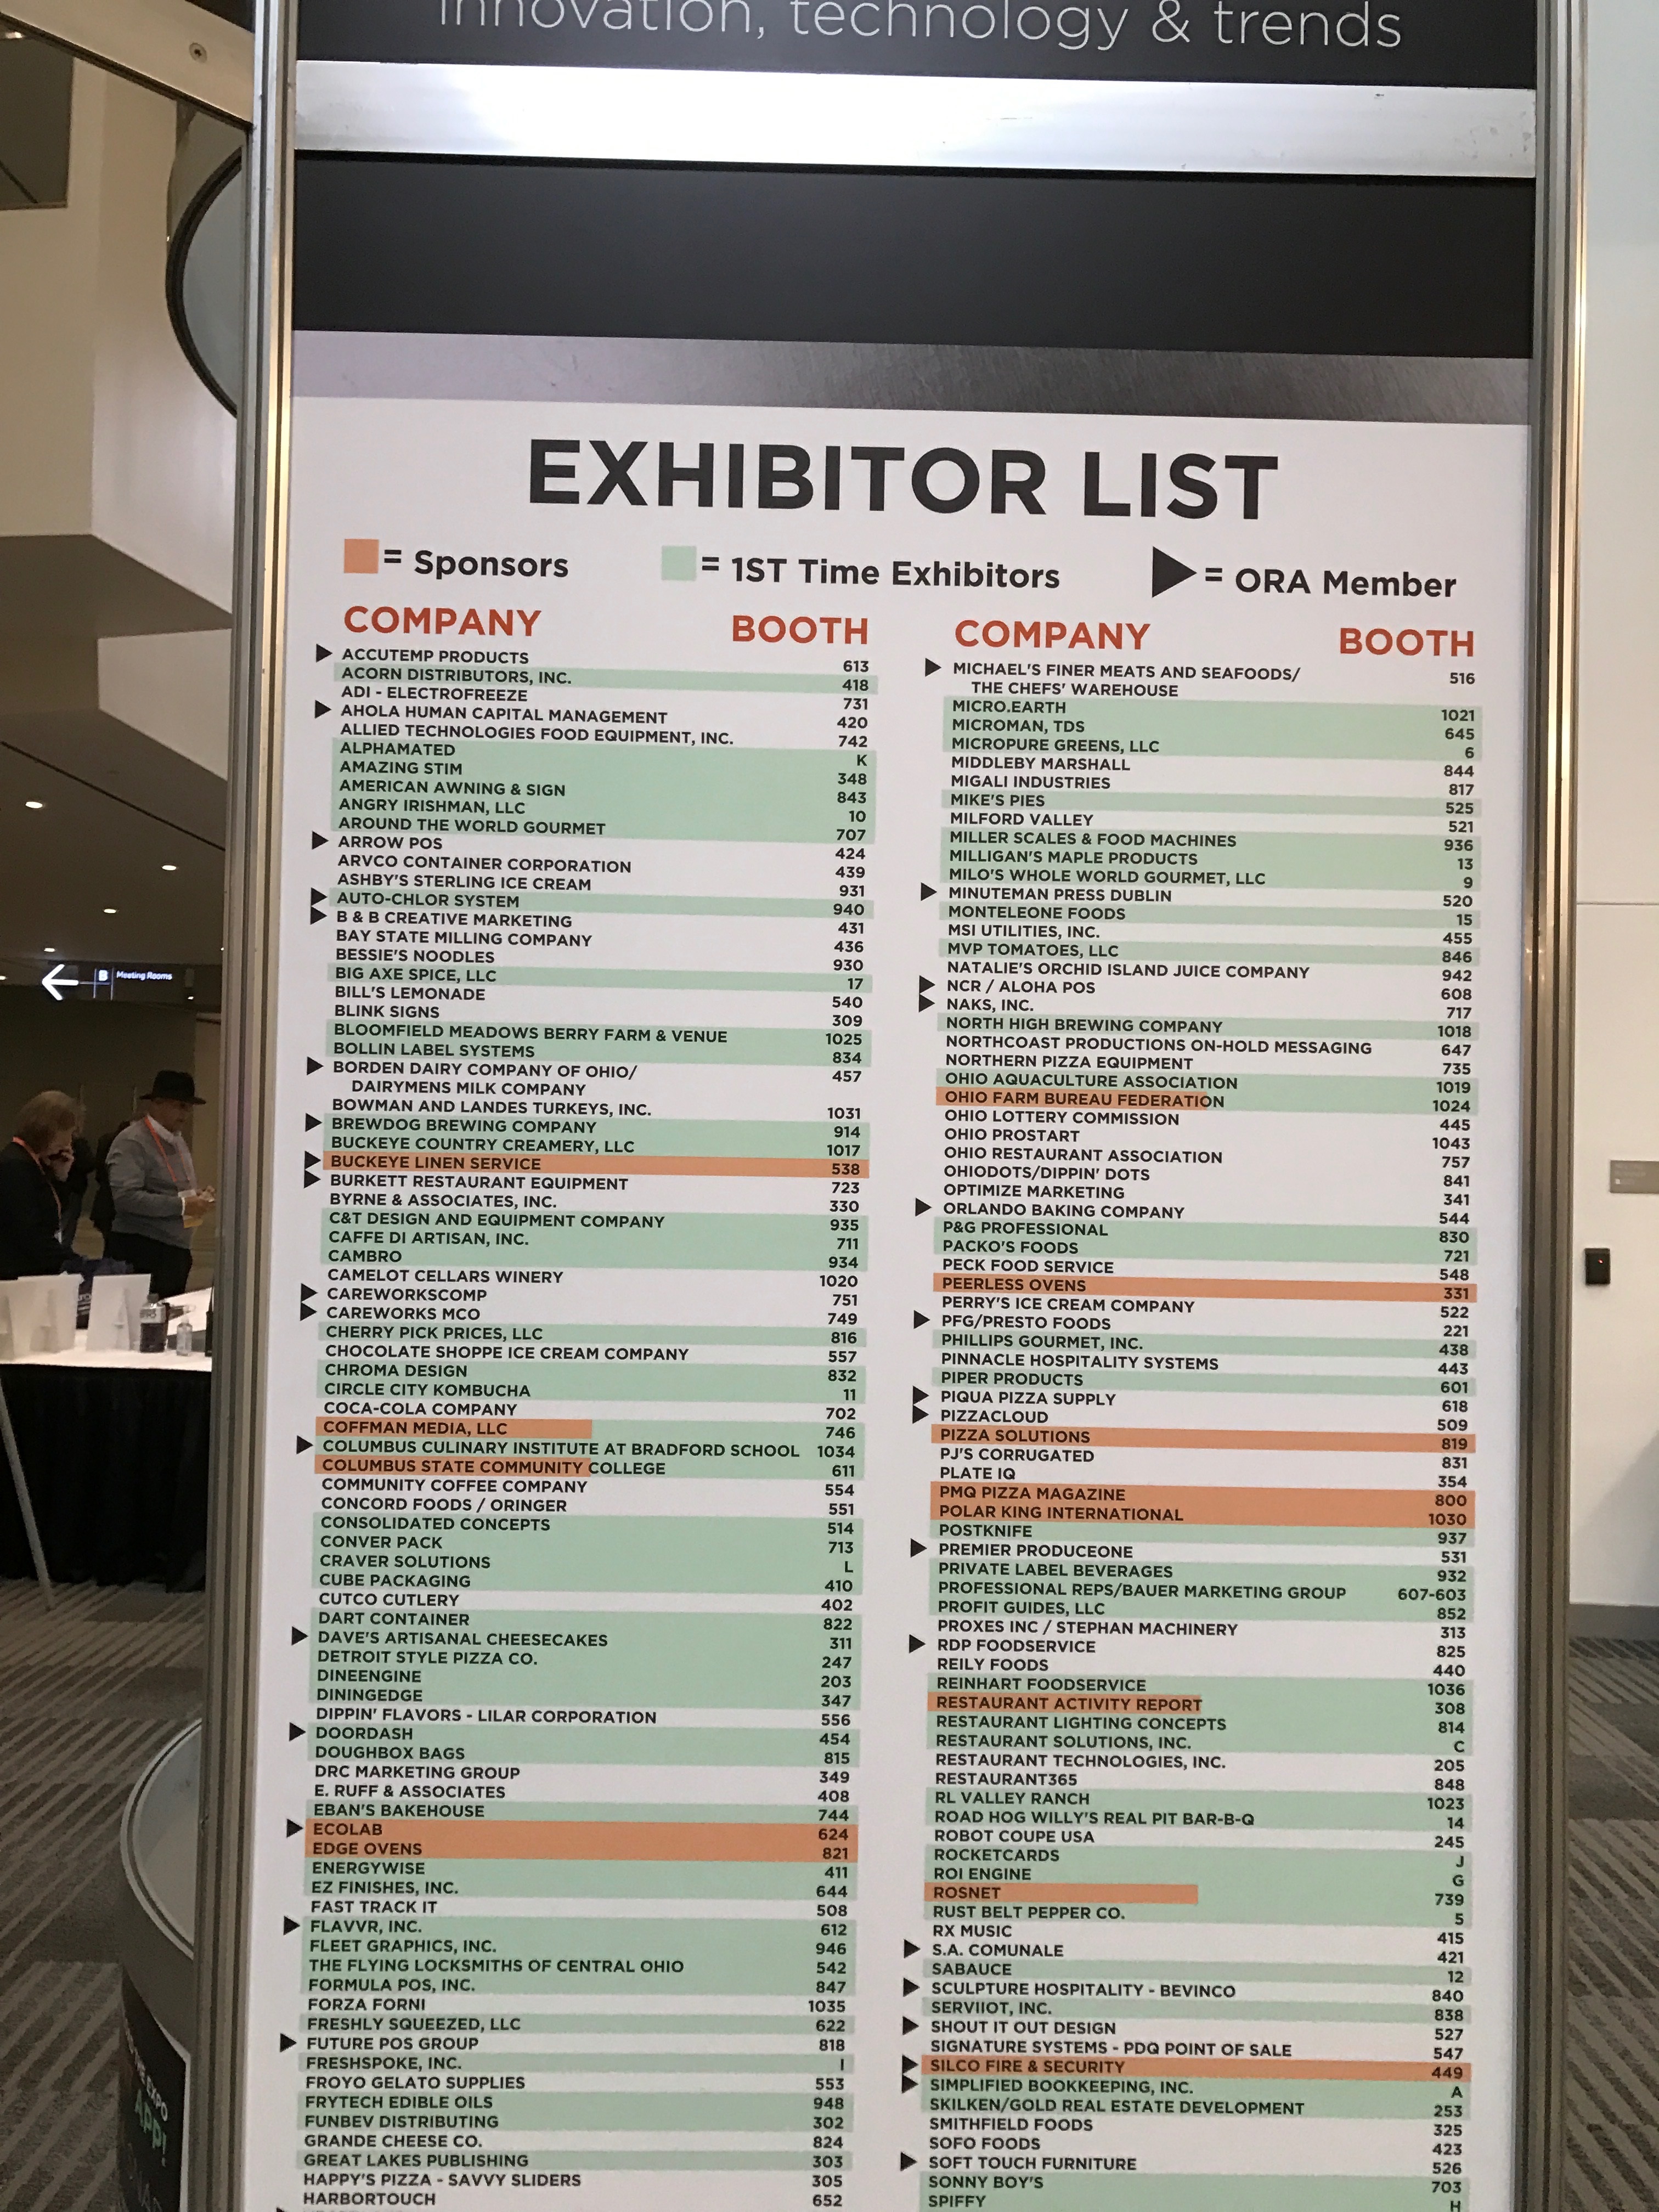 innovation, technology & trends
EXHIBITOR LIST
= Sponsors = 1ST Time Exhibitors = ORA Member
COMPANY BOOTH
ACCUTEMP PRODUCTS 613
ACORN DISTRIBUTORS, INC. 418
ADI - ELECTROFREEZE 731
AHOLA HUMAN CAPITAL MANAGEMENT 420
ALLIED TECHNOLOGIES FOOD EQUIPMENT, INC. 742
ALPHAMATED K
AMAZING STIM 348
AMERICAN AWNING & SIGN 843
ANGRY IRISHMAN, LLC 10
AROUND THE WORLD GOURMET 707
ARROW POS 424
ARVCO CONTAINER CORPORATION 439
ASHBY'S STERLING ICE CREAM 931
AUTO-CHLOR SYSTEM 940
B & B CREATIVE MARKETING 431
BAY STATE MILLING COMPANY 436
BESSIE'S NOODLES 930
BIG AXE SPICE, LLC 17
BILL'S LEMONADE 540
BLINK SIGNS 309
BLOOMFIELD MEADOWS BERRY FARM & VENUE 1025
BOLLIN LABEL SYSTEMS 834
BORDEN DAIRY COMPANY OF OHIO/ 457
DAIRYMENS MILK COMPANY
BOWMAN AND LANDES TURKEYS, INC. 1031
BREWDOG BREWING COMPANY 914
BUCKEYE COUNTRY CREAMERY, LLC 1017
BUCKEYE LINEN SERVICE 538
BURKETT RESTAURANT EQUIPMENT 723
BYRNE & ASSOCIATES, INC. 330
C&T DESIGN AND EQUIPMENT COMPANY 935
CAFFE DI ARTISAN, INC. 711
CAMBRO 934
CAMELOT CELLARS WINERY 1020
CAREWORKSCOMP 751
CAREWORKS MCO 749
CHERRY PICK PRICES, LLC 816
CHOCOLATE SHOPPE ICE CREAM COMPANY 557
CHROMA DESIGN 832
CIRCLE CITY KOMBUCHA 11
COCA-COLA COMPANY 702
COFFMAN MEDIA, LLC 746
COLUMBUS CULINARY INSTITUTE AT BRADFORD SCHOOL 1034
COLUMBUS STATE COMMUNITY COLLEGE 611
COMMUNITY COFFEE COMPANY 554
CONCORD FOODS / ORINGER 551
CONSOLIDATED CONCEPTS 514
CONVER PACK 713
CRAVER SOLUTIONS L
CUBE PACKAGING 410
CUTCO CUTLERY 402
DART CONTAINER 822
DAVE'S ARTISANAL CHEESECAKES 311
DETROIT STYLE PIZZA CO. 247
DINEENGINE 203
DININGEDGE 347
DIPPIN' FLAVORS - LILAR CORPORATION 556
DOORDASH 454
DOUGHBOX BAGS 815
DRC MARKETING GROUP 349
E. RUFF & ASSOCIATES 408
EBAN'S BAKEHOUSE 744
ECOLAB 624
EDGE OVENS 821
ENERGYWISE 411
EZ FINISHES, INC. 644
FAST TRACK IT 508
FLAVVR, INC. 612
FLEET GRAPHICS, INC. 946
THE FLYING LOCKSMITHS OF CENTRAL OHIO 542
FORMULA POS, INC. 847
FORZA FORNI 1035
FRESHLY SQUEEZED, LLC 622
FUTURE POS GROUP 818
FRESHSPOKE, INC. I
FROYO GELATO SUPPLIES 553
FRYTECH EDIBLE OILS 948
FUNBEV DISTRIBUTING 302
GRANDE CHEESE CO. 824
GREAT LAKES PUBLISHING 303
HAPPY'S PIZZA - SAVVY SLIDERS 305
HARBORTOUCH 652
COMPANY BOOTH
MICHAEL'S FINER MEATS AND SEAFOODS/ 516
THE CHEFS' WAREHOUSE
MICRO.EARTH 1021
MICROMAN, TDS 645
MICROPURE GREENS, LLC 6
MIDDLEBY MARSHALL 844
MIGALI INDUSTRIES 817
MIKE'S PIES 525
MILFORD VALLEY 521
MILLER SCALES & FOOD MACHINES 936
MILLIGAN'S MAPLE PRODUCTS 13
MILO'S WHOLE WORLD GOURMET, LLC 9
MINUTEMAN PRESS DUBLIN 520
MONTELEONE FOODS 15
MSI UTILITIES, INC. 455
MVP TOMATOES, LLC 846
NATALIE'S ORCHID ISLAND JUICE COMPANY 942
NCR / ALOHA POS 608
NAKS, INC. 717
NORTH HIGH BREWING COMPANY 1018
NORTHCOAST PRODUCTIONS ON-HOLD MESSAGING 647
NORTHERN PIZZA EQUIPMENT 735
OHIO AQUACULTURE ASSOCIATION 1019
OHIO FARM BUREAU FEDERATION 1024
OHIO LOTTERY COMMISSION 445
OHIO PROSTART 1043
OHIO RESTAURANT ASSOCIATION 757
OHIODOTS/DIPPIN' DOTS 841
OPTIMIZE MARKETING 341
ORLANDO BAKING COMPANY 544
P&G PROFESSIONAL 830
PACKO'S FOODS 721
PECK FOOD SERVICE 548
PEERLESS OVENS 331
PERRY'S ICE CREAM COMPANY 522
PFG/PRESTO FOODS 221
PHILLIPS GOURMET, INC. 438
PINNACLE HOSPITALITY SYSTEMS 443
PIPER PRODUCTS 601
PIQUA PIZZA SUPPLY 618
PIZZACLOUD 509
PIZZA SOLUTIONS 819
PJ'S CORRUGATED 831
PLATE IQ 354
PMQ PIZZA MAGAZINE 800
POLAR KING INTERNATIONAL 1030
POSTKNIFE 937
PREMIER PRODUCEONE 531
PRIVATE LABEL BEVERAGES 932
PROFESSIONAL REPS/BAUER MARKETING GROUP 607-603
PROFIT GUIDES, LLC 852
PROXES INC / STEPHAN MACHINERY 313
RDP FOODSERVICE 825
REILY FOODS 440
REINHART FOODSERVICE 1036
RESTAURANT ACTIVITY REPORT 308
RESTAURANT LIGHTING CONCEPTS 814
RESTAURANT SOLUTIONS, INC. C
RESTAURANT TECHNOLOGIES, INC. 205
RESTAURANT365 848
RL VALLEY RANCH 1023
ROAD HOG WILLY'S REAL PIT BAR-B-Q 14
ROBOT COUPE USA 245
ROCKETCARDS J
ROI ENGINE G
ROSNET 739
RUST BELT PEPPER CO. 5
RX MUSIC 415
S.A. COMUNALE 421
SABAUCE 12
SCULPTURE HOSPITALITY - BEVINCO 840
SERVIIOT, INC. 838
SHOUT IT OUT DESIGN 527
SIGNATURE SYSTEMS - PDQ POINT OF SALE 547
SILCO FIRE & SECURITY 449
SIMPLIFIED BOOKKEEPING, INC. A
SKILKEN/GOLD REAL ESTATE DEVELOPMENT 253
SMITHFIELD FOODS 325
SOFO FOODS 423
SOFT TOUCH FURNITURE 526
SONNY BOY'S 703
SPIFFY H
B Meeting Rooms
EXPO
APP!